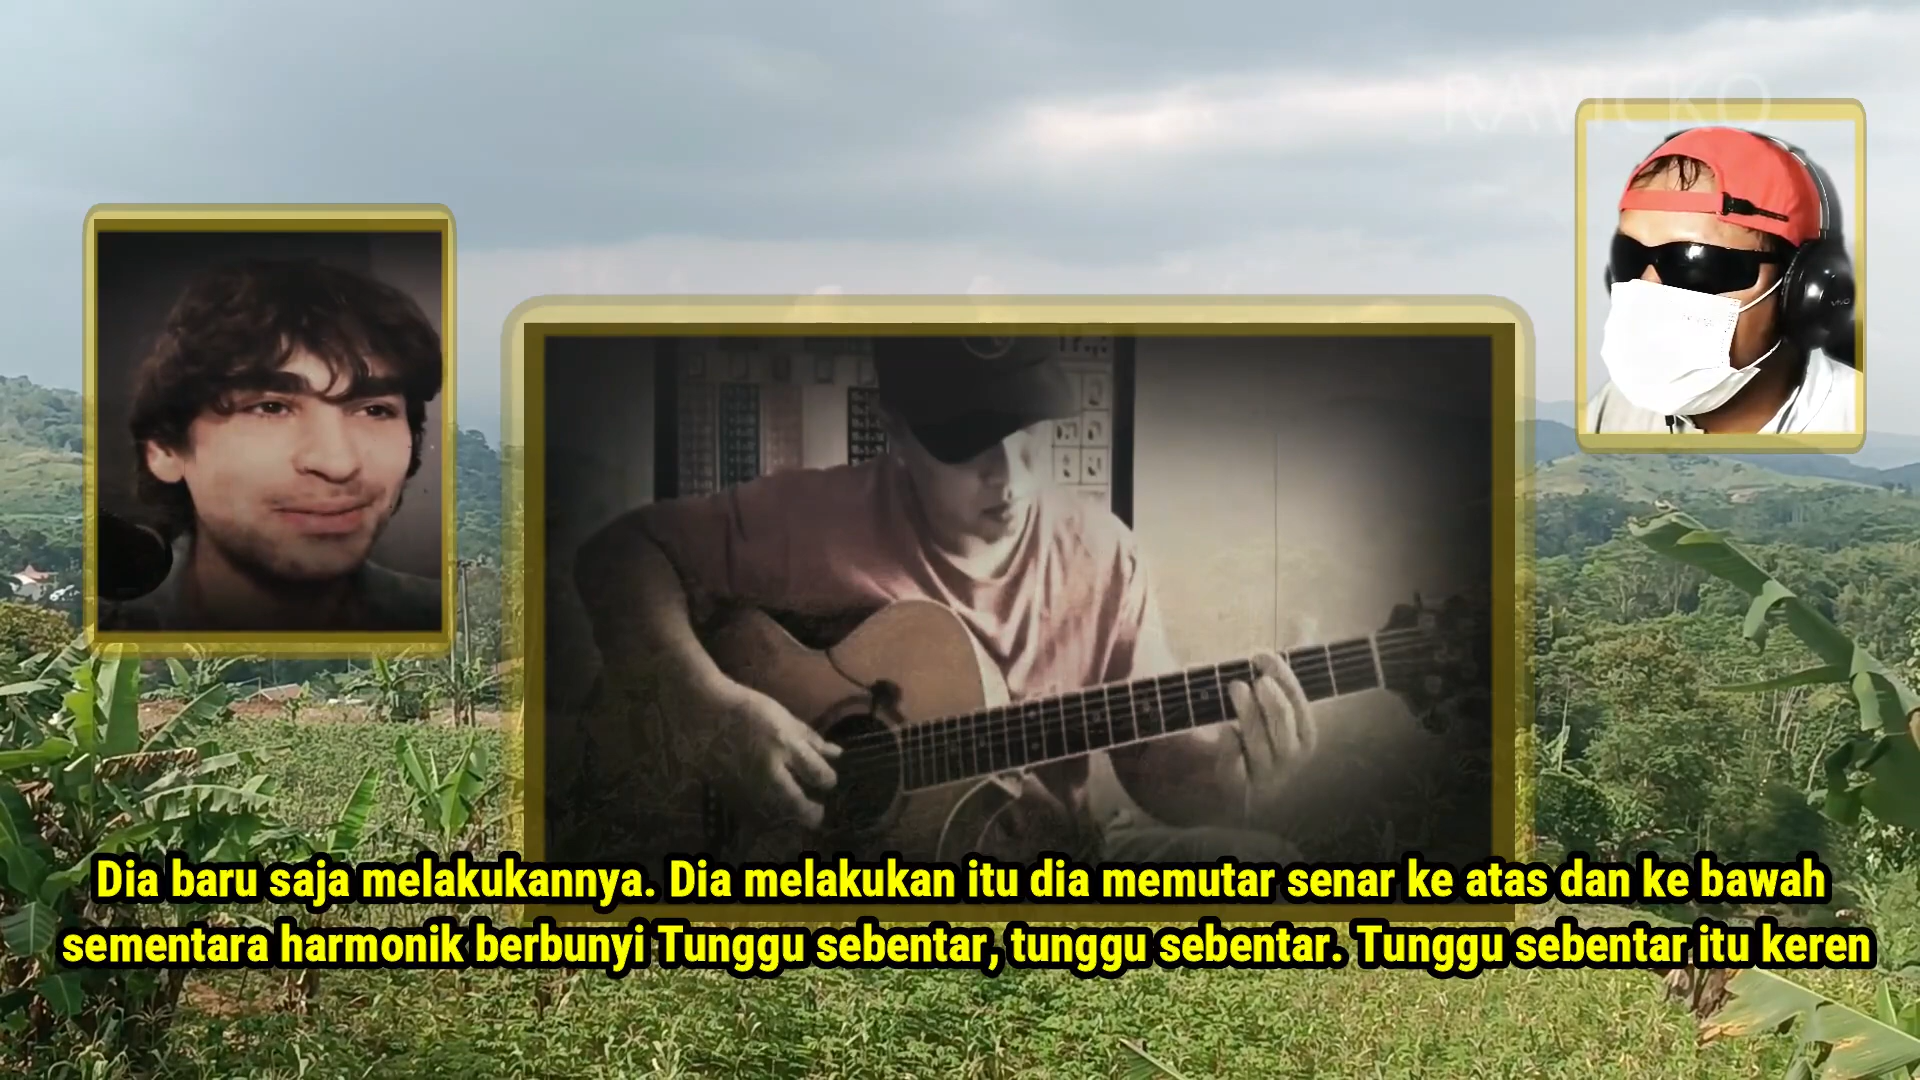 RAVICKO
Dia baru saja melakukannya. Dia melakukan itu dia memutar senar ke atas dan ke bawah
sementara harmonik berbunyi Tunggu sebentar, tunggu sebentar. Tunggu sebentar itu keren